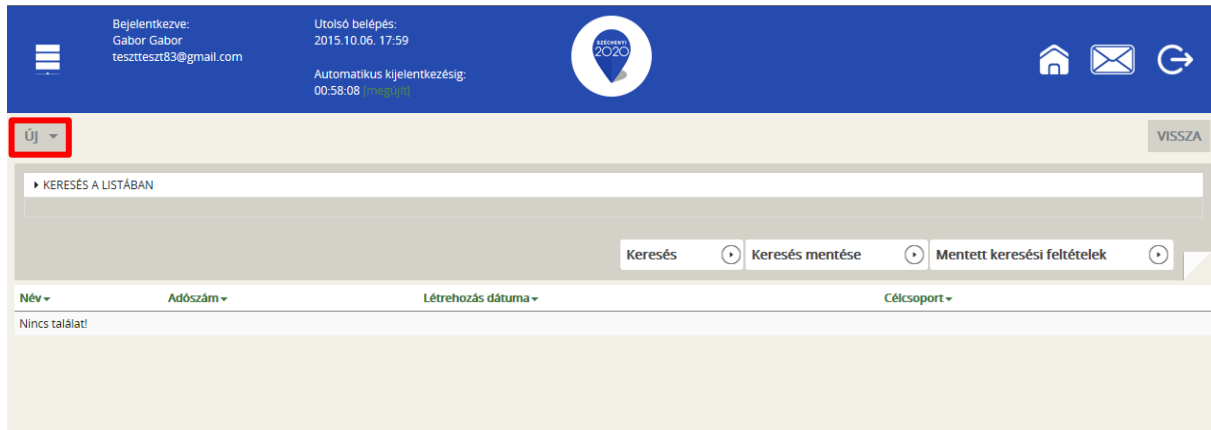 Bejelentkezve:
Gabor Gabor
tesztteszt83@gmail.com
Utolsó belépés:
2015.10.06. 17:59
Automatikus kijelentkezésig:
00:58:08 [megújít]
SZÉCHENYI
2020
ÚJ
VISSZA
KERESÉS A LISTÁBAN
Keresés
Keresés mentése
Mentett keresési feltételek
Név
Adószám
Létrehozás dátuma
Célcsoport
Nincs találat!